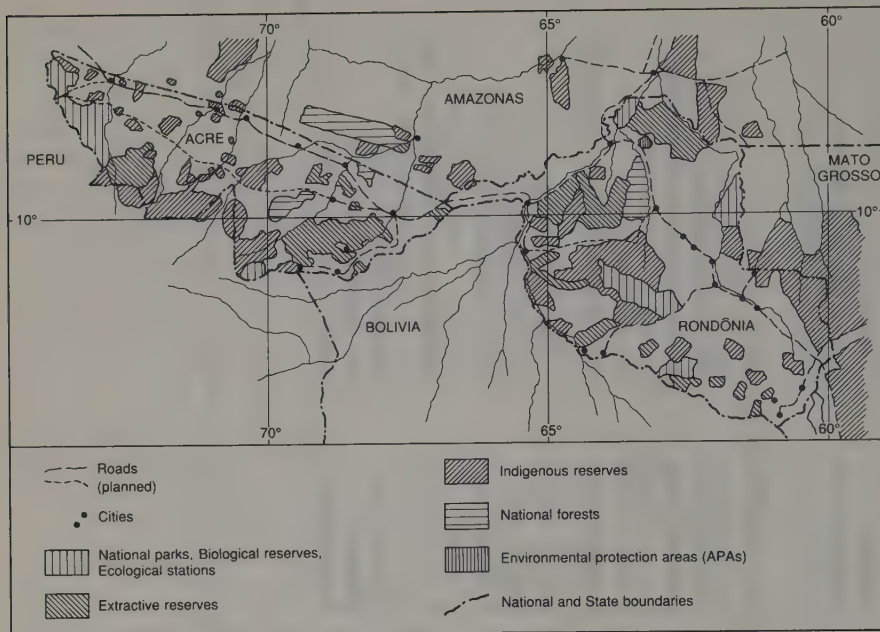 70°
65°
60°
AMAZONAS
ACRE
PERU
MATO
GROSSO
10°
10°
BOLIVIA
RONDÔNIA
70°
65°
60°
Roads
(planned)
Cities
National parks, Biological reserves,
Ecological stations
Extractive reserves
Indigenous reserves
National forests
Environmental protection areas (APAs)
National and State boundaries